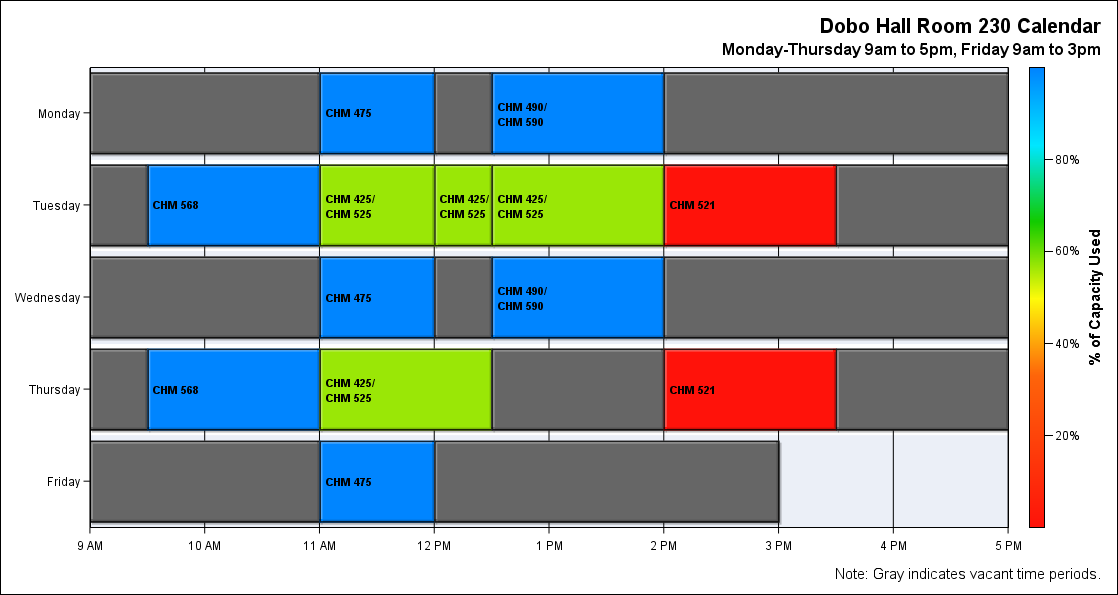 Dobo Hall Room 230 Calendar
Monday-Thursday 9am to 5pm, Friday 9am to 3pm
Monday
CHM 475
CHM 490/
CHM 590
Tuesday
CHM 568
CHM 425/
CHM 525
CHM 425/
CHM 525
CHM 425/
CHM 525
CHM 521
Wednesday
CHM 475
CHM 490/
CHM 590
Thursday
CHM 568
CHM 425/
CHM 525
CHM 521
Friday
CHM 475
9 AM
10 AM
11 AM
12 PM
1 PM
2 PM
3 PM
4 PM
5 PM
80%
60%
40%
20%
% of Capacity Used
Note: Gray indicates vacant time periods.